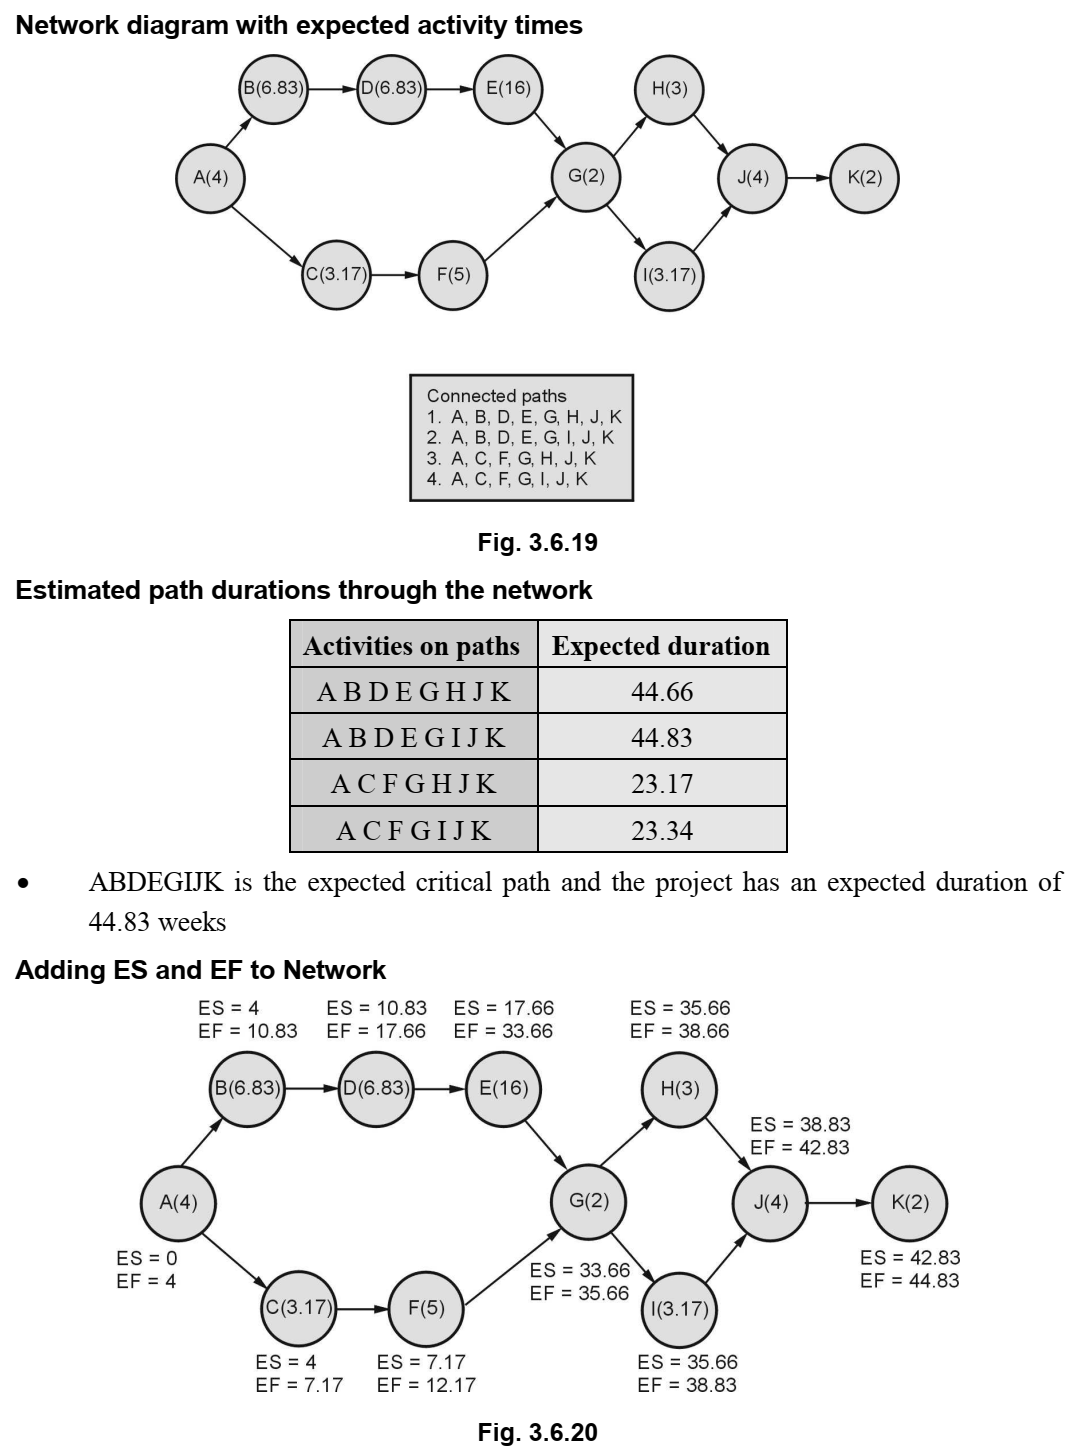 Network diagram with expected activity times
B(6.83) D(6.83) E(16) H(3)
A(4) G(2) J(4) K(2)
C(3.17) F(5) I(3.17)
Connected paths
1. A, B, D, E, G, H, J, K
2. A, B, D, E, G, I, J, K
3. A, C, F, G, H, J, K
4. A, C, F, G, I, J, K
Fig. 3.6.19
Estimated path durations through the network
Activities on paths Expected duration
A B D E G H J K 44.66
A B D E G I J K 44.83
A C F G H J K 23.17
A C F G I J K 23.34
• ABDEGIJK is the expected critical path and the project has an expected duration of
44.83 weeks
Adding ES and EF to Network
ES = 4 ES = 10.83 ES = 17.66 ES = 35.66
EF = 10.83 EF = 17.66 EF = 33.66 EF = 38.66
B(6.83) D(6.83) E(16) H(3)
ES = 38.83
EF = 42.83
A(4) G(2) J(4) K(2)
ES = 0 ES = 33.66 ES = 42.83
EF = 4 EF = 35.66 EF = 44.83
C(3.17) F(5) I(3.17)
ES = 4 ES = 7.17 ES = 35.66
EF = 7.17 EF = 12.17 EF = 38.83
Fig. 3.6.20